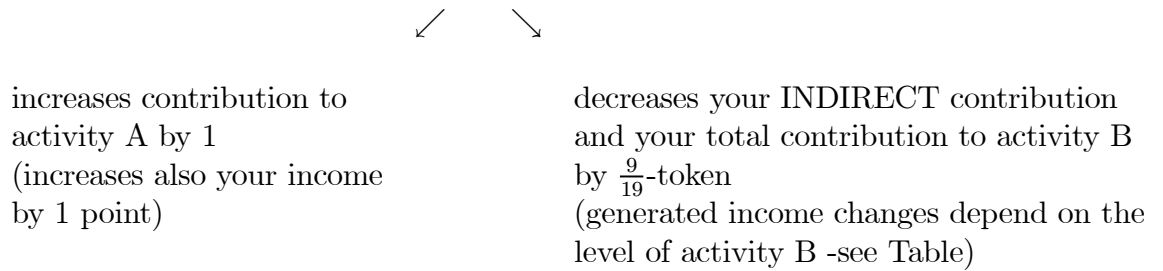 increases contribution to
activity A by 1
(increases also your income
by 1 point)
decreases your INDIRECT contribution
and your total contribution to activity B
by 9/19-token
(generated income changes depend on the
level of activity B -see Table)